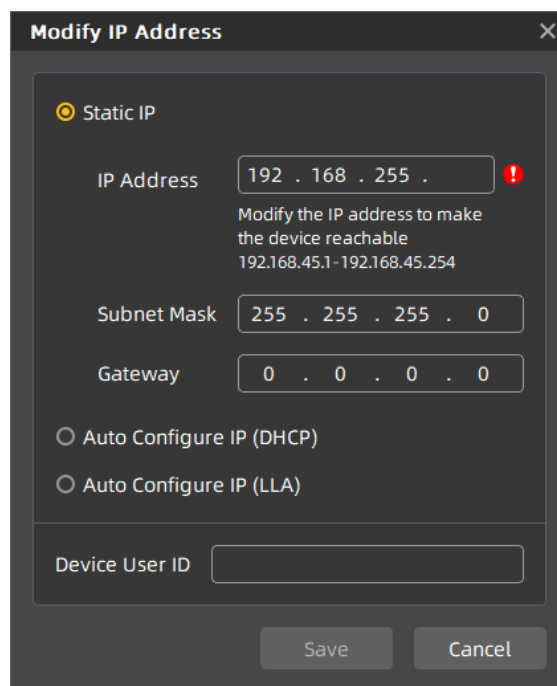 Modify IP Address
Static IP
IP Address 192 . 168 . 255 .
Modify the IP address to make
the device reachable
192.168.45.1-192.168.45.254
Subnet Mask 255 . 255 . 255 . 0
Gateway 0 . 0 . 0 . 0
Auto Configure IP (DHCP)
Auto Configure IP (LLA)
Device User ID
Save Cancel